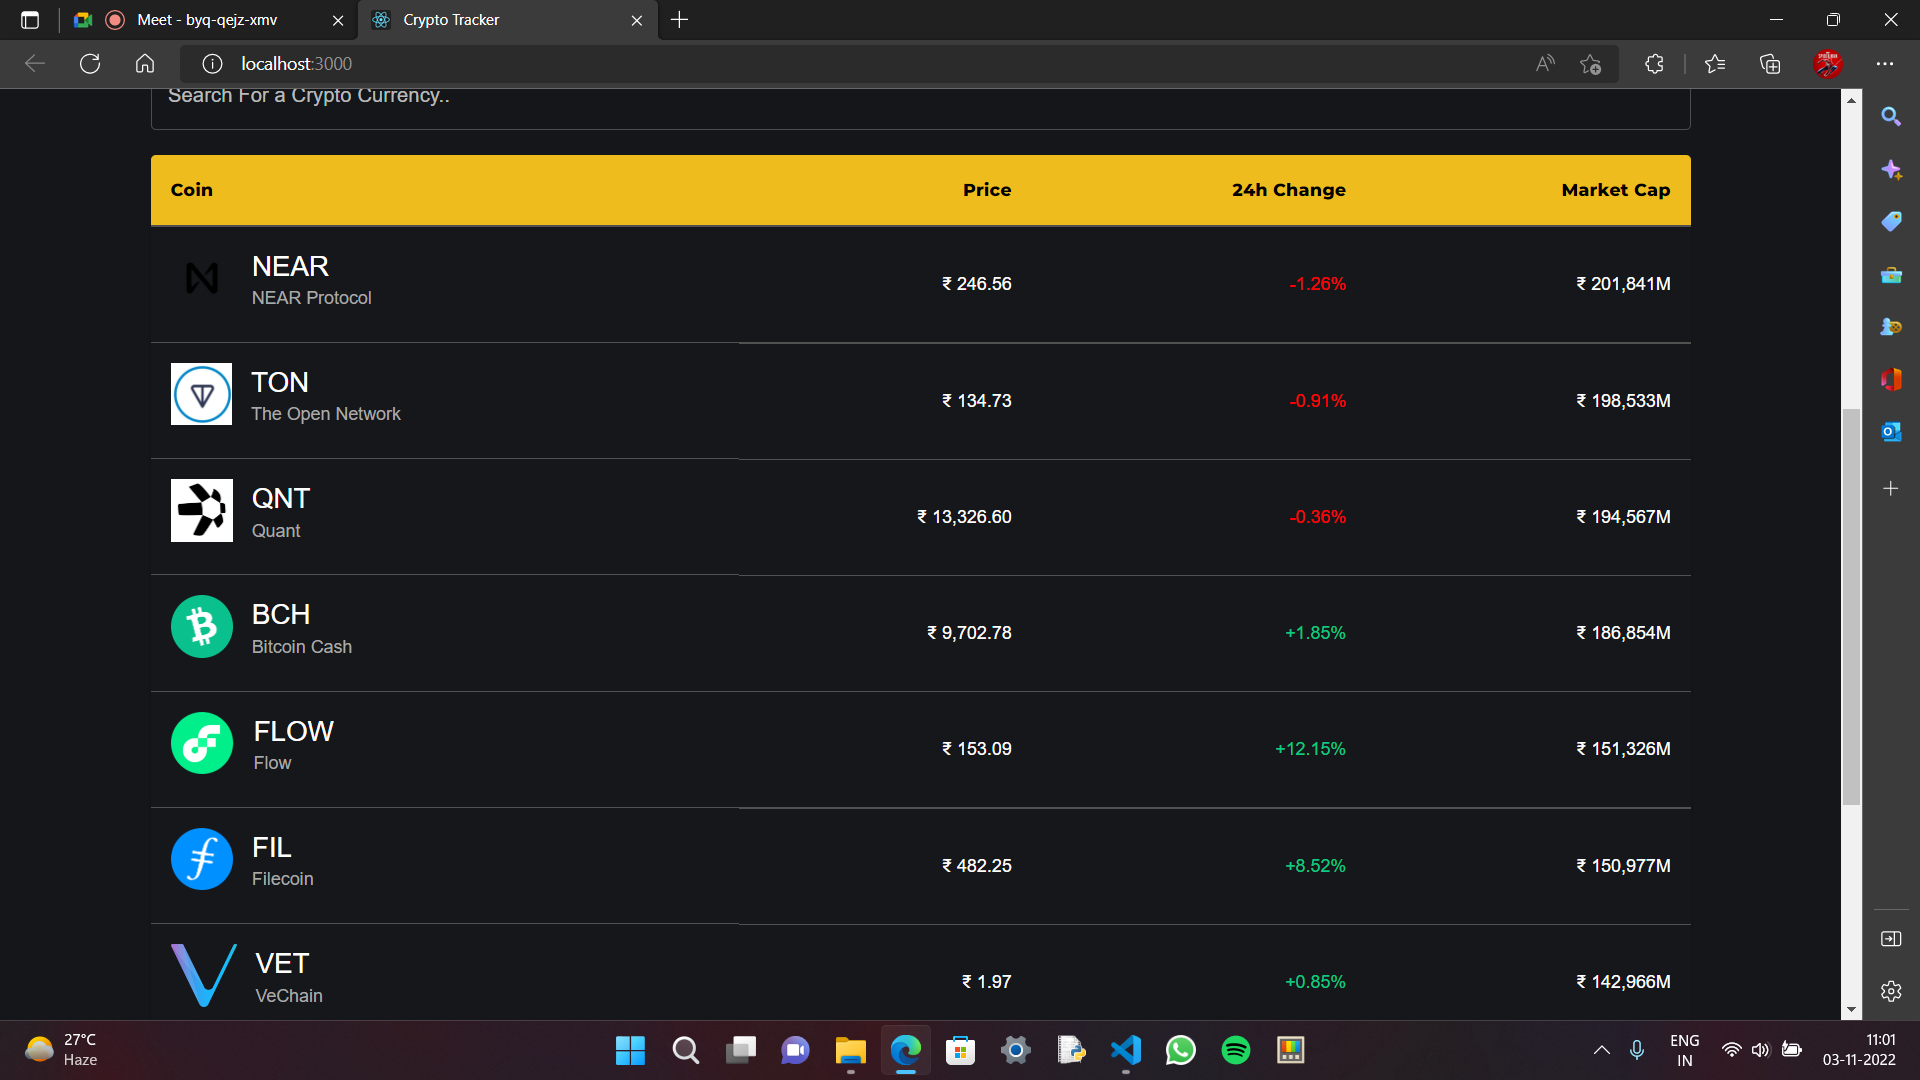 Meet - byq-qejz-xmv
Crypto Tracker
localhost:3000
Search For a Crypto Currency..
Coin Price 24h Change Market Cap
NEAR
NEAR Protocol
₹ 246.56 -1.26% ₹ 201,841M
TON
The Open Network
₹ 134.73 -0.91% ₹ 198,533M
QNT
Quant
₹ 13,326.60 -0.36% ₹ 194,567M
BCH
Bitcoin Cash
₹ 9,702.78 +1.85% ₹ 186,854M
FLOW
Flow
₹ 153.09 +12.15% ₹ 151,326M
FIL
Filecoin
₹ 482.25 +8.52% ₹ 150,977M
VET
VeChain
₹ 1.97 +0.85% ₹ 142,966M
27°C
Haze
ENG
IN
11:01
03-11-2022